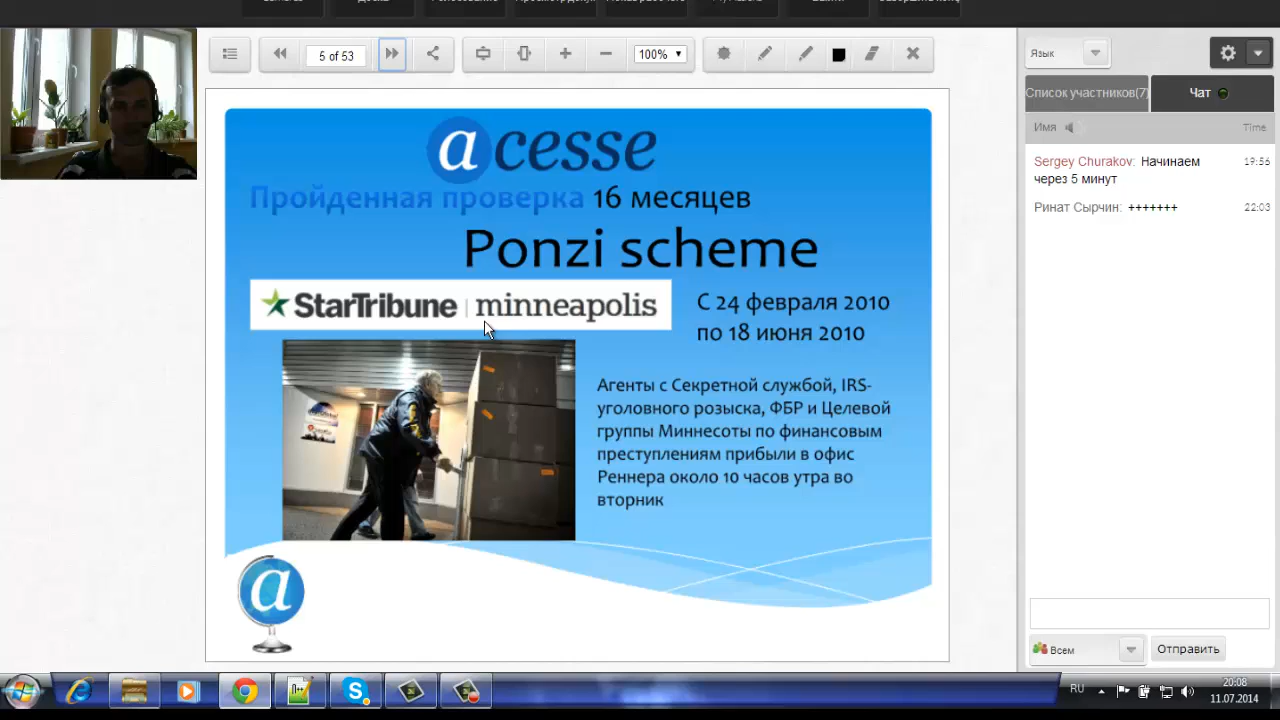 5 of 53
100%
Язык
Список участников(7)
Чат
Имя
Time
Sergey Churakov: Начинаем 19:56
через 5 минут
Ринат Сырчин: +++++++ 22:03
acesse
Пройденная проверка 16 месяцев
Ponzi scheme
StarTribune | minneapolis
С 24 февраля 2010
по 18 июня 2010
Агенты с Секретной службой, IRS-
уголовного розыска, ФБР и Целевой
группы Миннесоты по финансовым
преступлениям прибыли в офис
Реннера около 10 часов утра во
вторник
a
Всем
Отправить
RU
20:08
11.07.2014